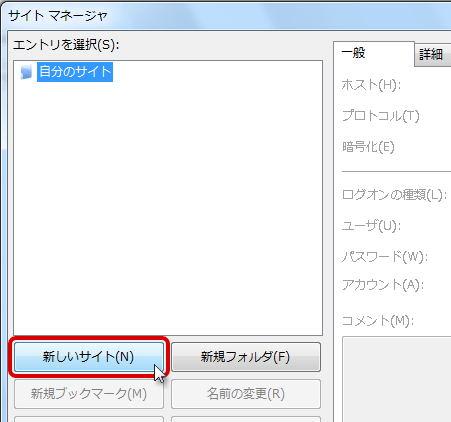 サイト マネージャ
エントリを選択(S):
自分のサイト
新しいサイト(N)
新規フォルダ(F)
新規ブックマーク(M)
名前の変更(R)
一般
詳細
ホスト(H):
プロトコル(T)
暗号化(E)
ログオンの種類(L):
ユーザ(U):
パスワード(W):
アカウント(A):
コメント(M):